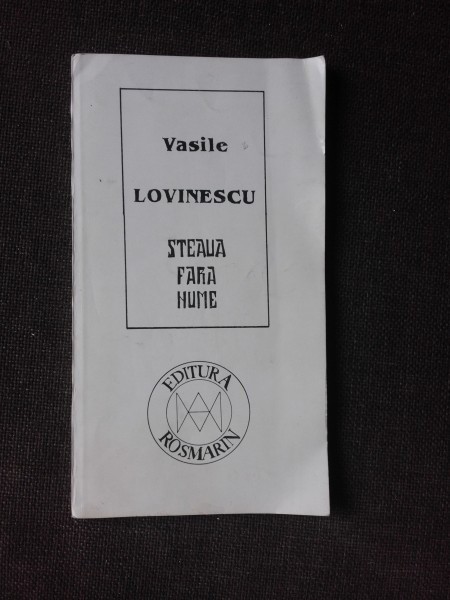 Vasile
LOVINESCU
STEAUA
FARA
NUME
EDITURA
ROSMARIN